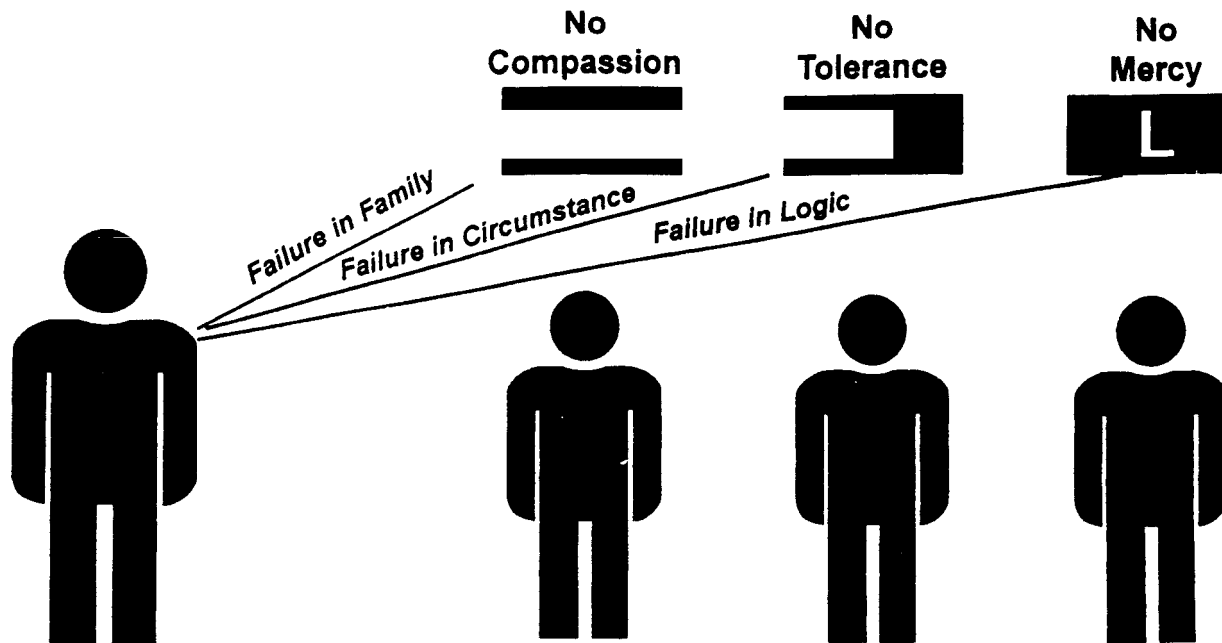 No
Compassion
No
Tolerance
No
Mercy
L
Failure in Family
Failure in Circumstance
Failure in Logic